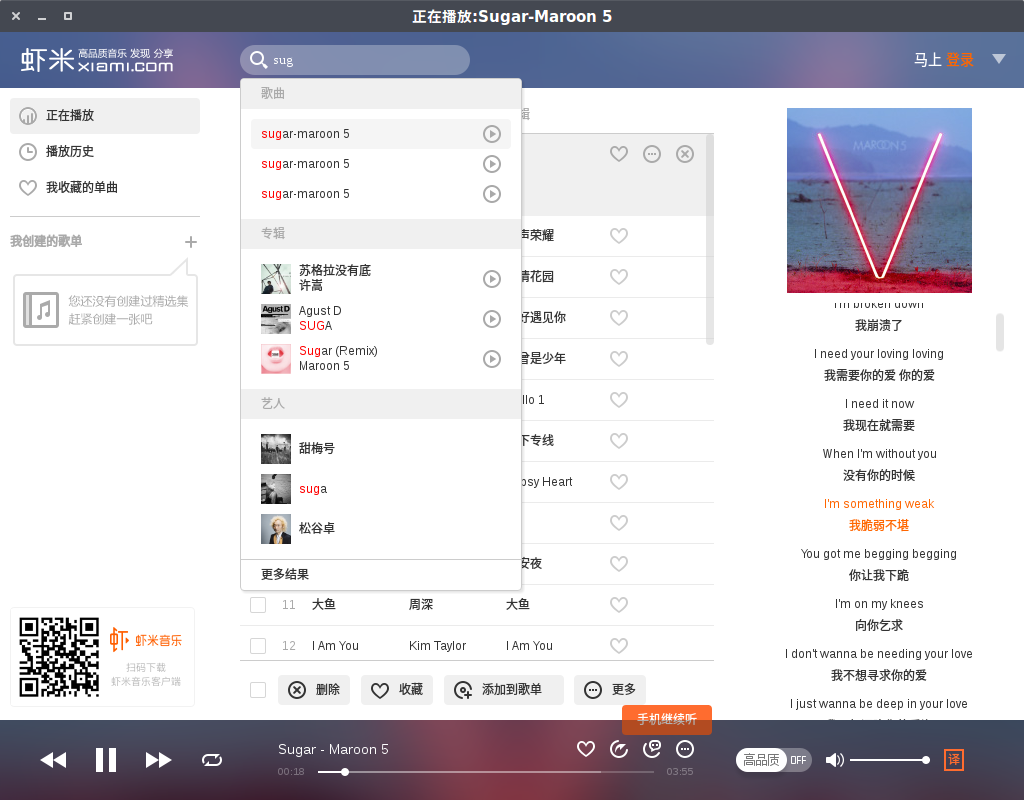 正在播放:Sugar-Maroon 5
虾米 高品质音乐 发现 分享
xiami.com
sug
马上 登录
正在播放
播放历史
我收藏的单曲
我创建的歌单
您还没有创建过精选集
赶紧创建一张吧
歌曲
sugar-maroon 5
sugar-maroon 5
sugar-maroon 5
专辑
苏格拉没有底
许嵩
Agust D
SUGA
Sugar (Remix)
Maroon 5
艺人
甜梅号
suga
松谷卓
更多结果
辑
声荣耀
情花园
好遇见你
曾是少年
llo 1
下专线
psy Heart
安夜
11 大鱼 周深 大鱼
12 I Am You Kim Taylor I Am You
删除 收藏 添加到歌单 更多
手机继续听
MAROON 5
I'm broken down
我崩溃了
I need your loving loving
我需要你的爱 你的爱
I need it now
我现在就需要
When I'm without you
没有你的时候
I'm something weak
我脆弱不堪
You got me begging begging
你让我下跪
I'm on my knees
向你乞求
I don't wanna be needing your love
我不想寻求你的爱
I just wanna be deep in your love
虾米音乐
扫码下载
虾米音乐客户端
Sugar - Maroon 5
00:18 03:55
高品质 OFF
译